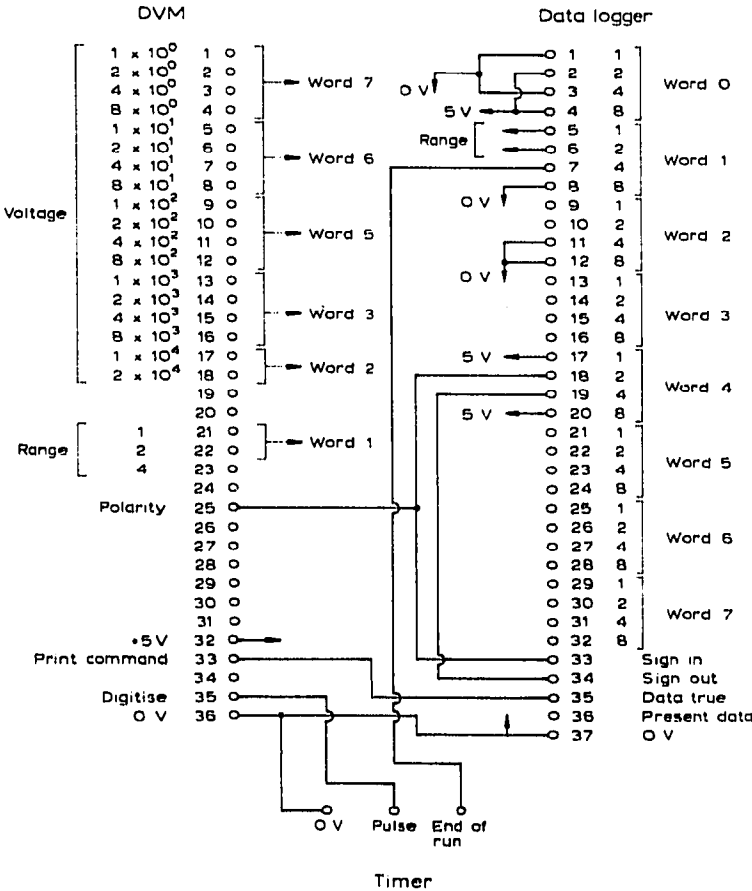 DVM
Data logger
Voltage
1 x 10⁰ 1
2 x 10⁰ 2
4 x 10⁰ 3
8 x 10⁰ 4
Word 7
1 x 10¹ 5
2 x 10¹ 6
4 x 10¹ 7
8 x 10¹ 8
Word 6
1 x 10² 9
2 x 10² 10
4 x 10² 11
8 x 10² 12
Word 5
1 x 10³ 13
2 x 10³ 14
4 x 10³ 15
8 x 10³ 16
Word 3
1 x 10⁴ 17
2 x 10⁴ 18
Word 2
19
20
Range
1 21
2 22
4 23
Word 1
24
Polarity 25
26
27
28
29
30
31
+5V 32
Print command 33
34
Digitise 35
0 V 36
0 V
5 V
1 1
2 2
3 4
4 8
Word 0
Range
0 V
5 1
6 2
7 4
8 8
Word 1
0 V
9 1
10 2
11 4
12 8
Word 2
13 1
14 2
15 4
16 8
Word 3
5 V
5 V
17 1
18 2
19 4
20 8
Word 4
21 1
22 2
23 4
24 8
Word 5
25 1
26 2
27 4
28 8
Word 6
29 1
30 2
31 4
32 8
Word 7
33 Sign in
34 Sign out
35 Data true
36 Present data
37 0 V
0 V Pulse End of
run
Timer